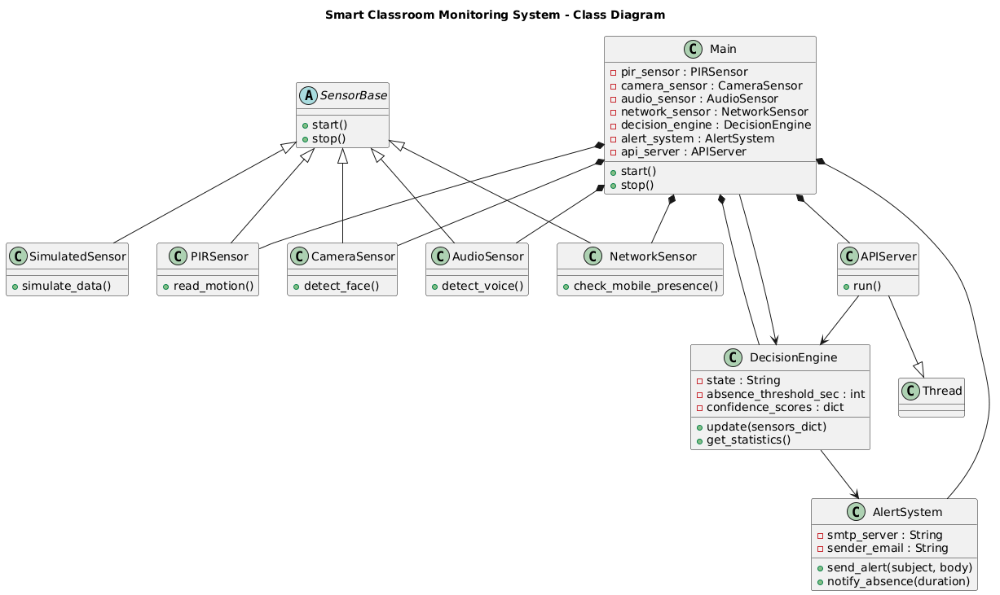 Smart Classroom Monitoring System - Class Diagram
C Main
pir_sensor : PIRSensor
camera_sensor : CameraSensor
audio_sensor : AudioSensor
network_sensor : NetworkSensor
decision_engine : DecisionEngine
alert_system : AlertSystem
api_server : APIServer
start()
stop()
A SensorBase
start()
stop()
C SimulatedSensor
simulate_data()
C PIRSensor
read_motion()
C CameraSensor
detect_face()
C AudioSensor
detect_voice()
C NetworkSensor
check_mobile_presence()
C APIServer
run()
C DecisionEngine
state : String
absence_threshold_sec : int
confidence_scores : dict
update(sensors_dict)
get_statistics()
C Thread
C AlertSystem
smtp_server : String
sender_email : String
send_alert(subject, body)
notify_absence(duration)